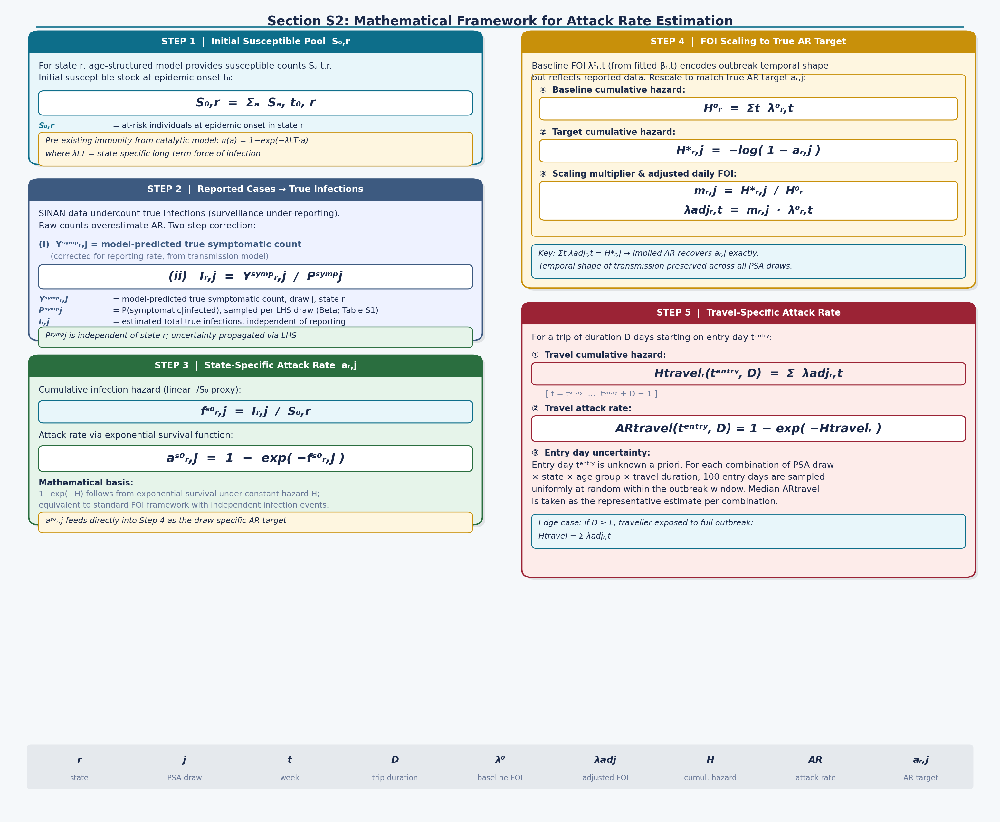 Section S2: Mathematical Framework for Attack Rate Estimation
STEP 1 | Initial Susceptible Pool S₀,r
For state r, age-structured model provides susceptible counts Sₐ,t,r.
Initial susceptible stock at epidemic onset t₀:
S₀,r = Σₐ Sₐ, t₀, r
S₀,r = at-risk individuals at epidemic onset in state r
Pre-existing immunity from catalytic model: π(a) = 1−exp(−λLT·a)
where λLT = state-specific long-term force of infection
STEP 2 | Reported Cases → True Infections
SINAN data undercount true infections (surveillance under-reporting).
Raw counts overestimate AR. Two-step correction:
(i) Yˢʸᵐᵖᵣ,j = model-predicted true symptomatic count
(corrected for reporting rate, from transmission model)
(ii) Iᵣ,j = Yˢʸᵐᵖᵣ,j / Pˢʸᵐᵖj
Yˢʸᵐᵖᵣ,j = model-predicted true symptomatic count, draw j, state r
Pˢʸᵐᵖj = P(symptomatic|infected), sampled per LHS draw (Beta; Table S1)
Iᵣ,j = estimated total true infections, independent of reporting
Pˢʸᵐᵖj is independent of state r; uncertainty propagated via LHS
STEP 3 | State-Specific Attack Rate aᵣ,j
Cumulative infection hazard (linear I/S₀ proxy):
fˢ⁰ᵣ,j = Iᵣ,j / S₀,r
Attack rate via exponential survival function:
aˢ⁰ᵣ,j = 1 − exp( −fˢ⁰ᵣ,j )
Mathematical basis:
1−exp(−H) follows from exponential survival under constant hazard H;
equivalent to standard FOI framework with independent infection events.
aˢ⁰ᵣ,j feeds directly into Step 4 as the draw-specific AR target
STEP 4 | FOI Scaling to True AR Target
Baseline FOI λ⁰ᵣ,t (from fitted βᵣ,t) encodes outbreak temporal shape
but reflects reported data. Rescale to match true AR target aᵣ,j:
① Baseline cumulative hazard:
H⁰ᵣ = Σt λ⁰ᵣ,t
② Target cumulative hazard:
H*ᵣ,j = −log( 1 − aᵣ,j )
③ Scaling multiplier & adjusted daily FOI:
mᵣ,j = H*ᵣ,j / H⁰ᵣ
λadjᵣ,t = mᵣ,j · λ⁰ᵣ,t
Key: Σt λadjᵣ,t = H*ᵣ,j → implied AR recovers aᵣ,j exactly.
Temporal shape of transmission preserved across all PSA draws.
STEP 5 | Travel-Specific Attack Rate
For a trip of duration D days starting on entry day tᵉⁿᵗʳʸ:
① Travel cumulative hazard:
Htravelᵣ(tᵉⁿᵗʳʸ, D) = Σ λadjᵣ,t
[ t = tᵉⁿᵗʳʸ … tᵉⁿᵗʳʸ + D − 1 ]
② Travel attack rate:
ARtravel(tᵉⁿᵗʳʸ, D) = 1 − exp( −Htravelᵣ )
③ Entry day uncertainty:
Entry day tᵉⁿᵗʳʸ is unknown a priori. For each combination of PSA draw
× state × age group × travel duration, 100 entry days are sampled
uniformly at random within the outbreak window. Median ARtravel
is taken as the representative estimate per combination.
Edge case: if D ≥ L, traveller exposed to full outbreak:
Htravel = Σ λadjᵣ,t
r j t D λ⁰ λadj H AR aᵣ,j
state PSA draw week trip duration baseline FOI adjusted FOI cumul. hazard attack rate AR target